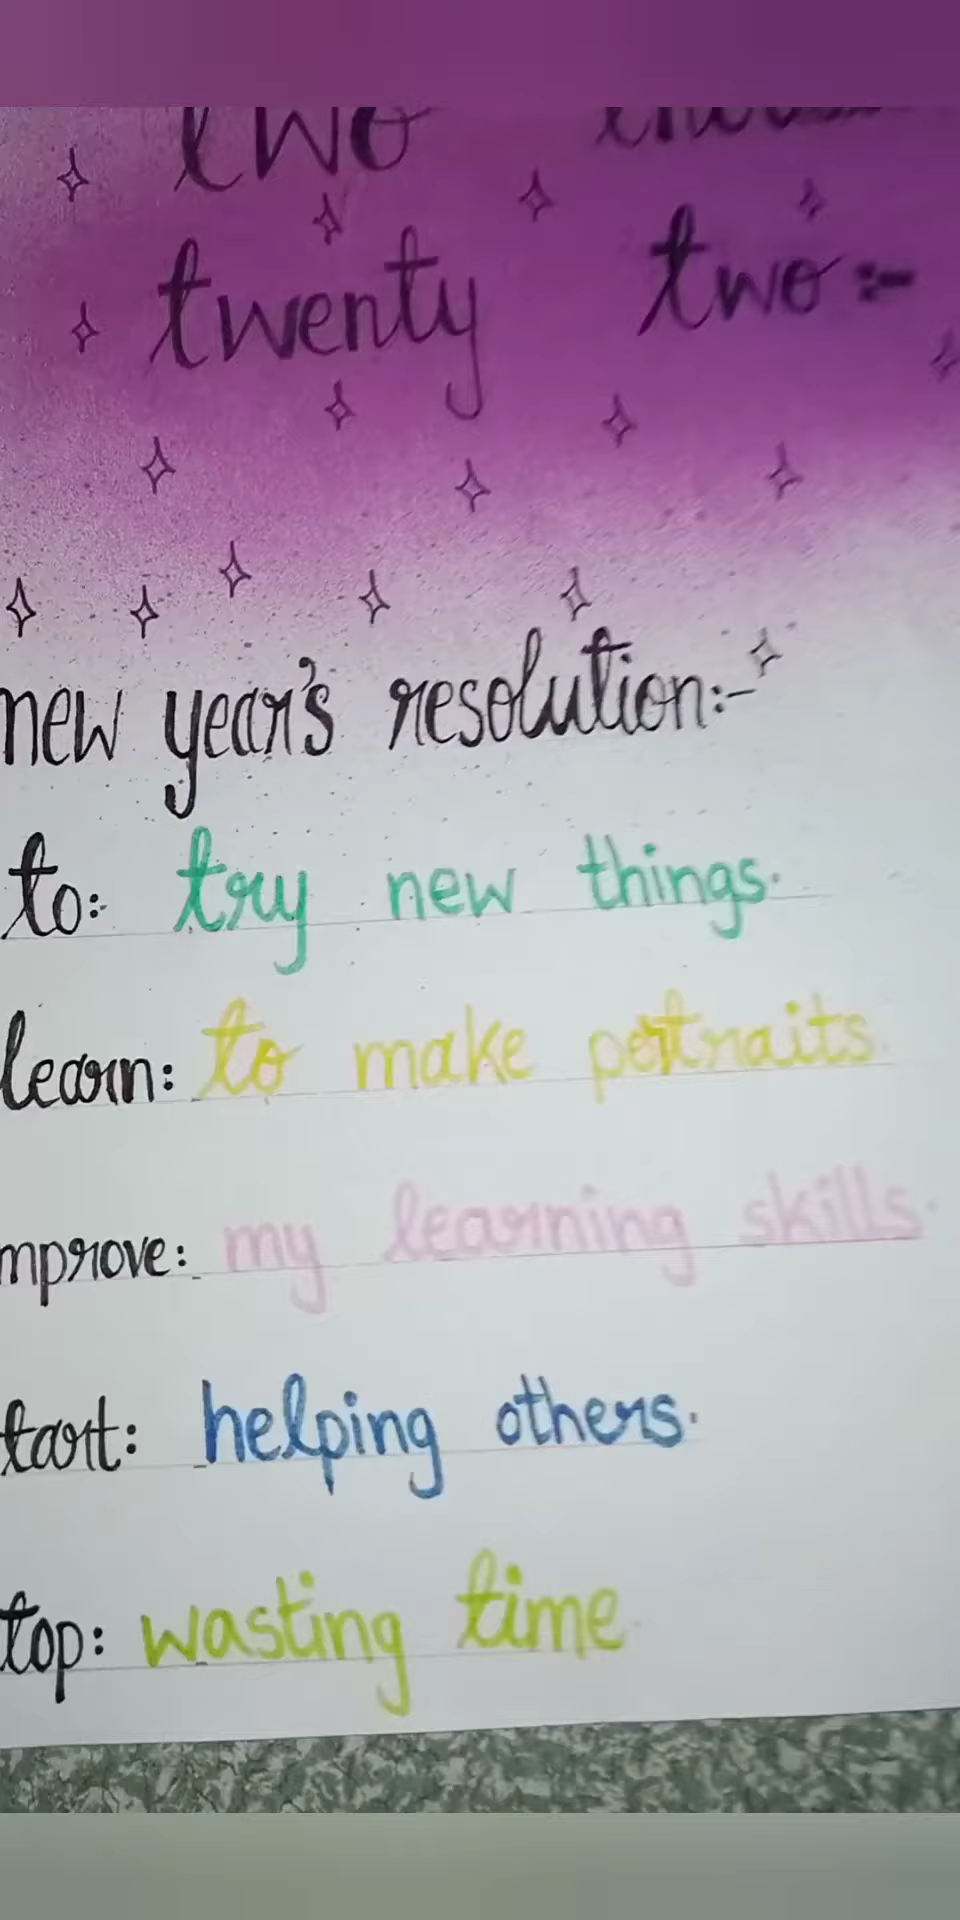 two
twenty two:-
new year's resolution:-
to:- try new things.
learn: to make portraits.
mprove: my learning skills.
tart: helping others.
top: wasting time.